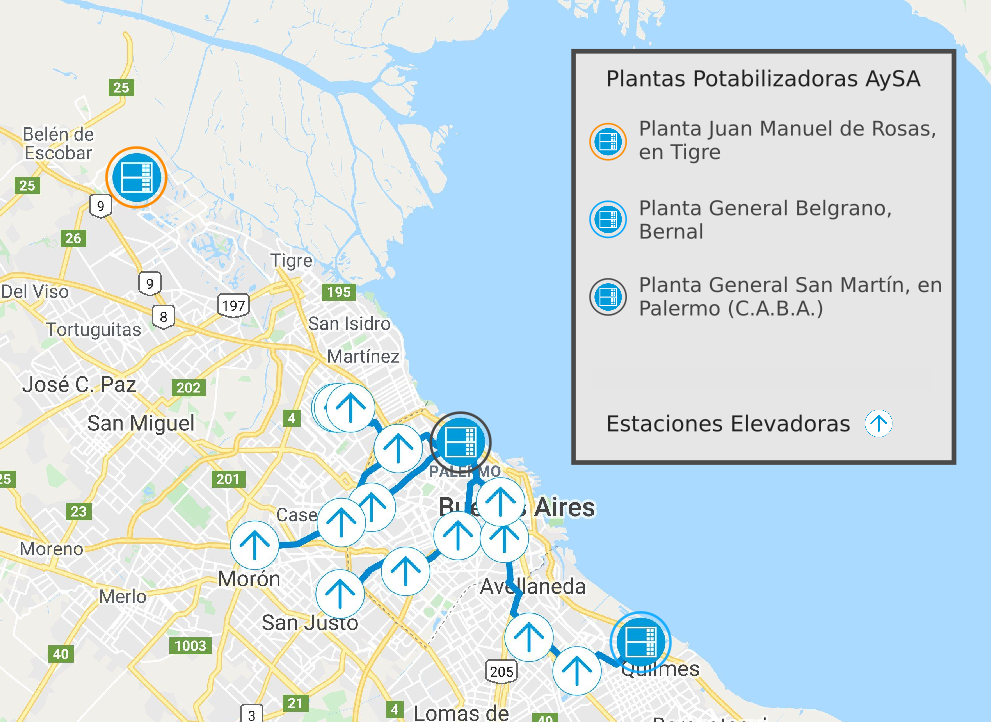 Plantas Potabilizadoras AySA
Planta Juan Manuel de Rosas,
en Tigre
Planta General Belgrano,
Bernal
Planta General San Martín, en
Palermo (C.A.B.A.)
Estaciones Elevadoras
25
Belén de
Escobar
25
9
26
Tigre
9
Del Viso
197
195
8
Tortuguitas
San Isidro
Martínez
José C. Paz
202
San Miguel
4
PALERMO
25
201
Case
Aires
23
Moreno
Morón
Avellaneda
Merlo
San Justo
1003
40
205
Quilmes
21
4
3
Lomas de
49